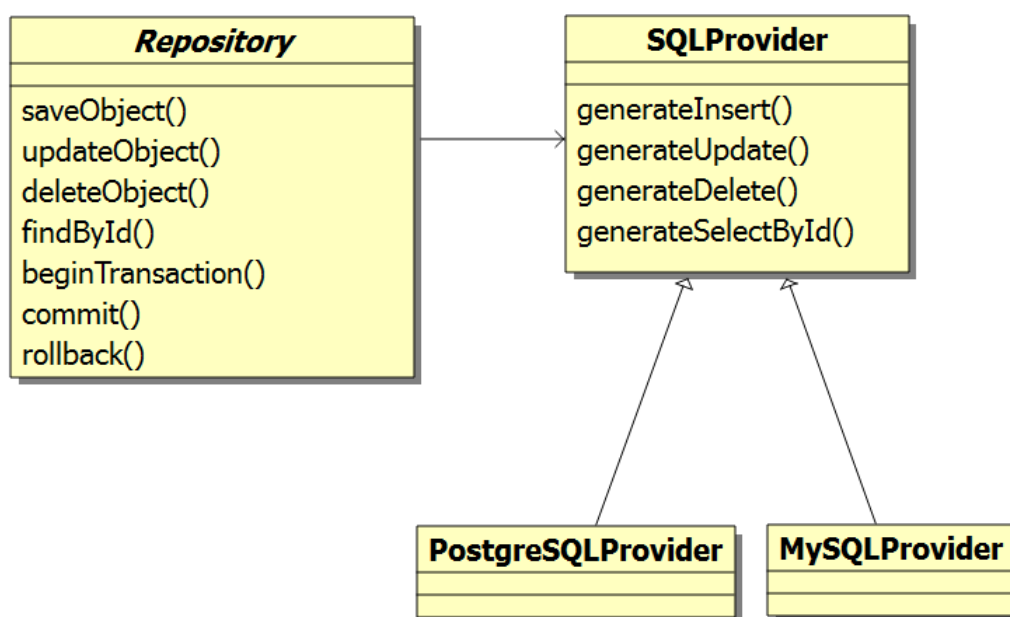 Repository
saveObject()
updateObject()
deleteObject()
findById()
beginTransaction()
commit()
rollback()
SQLProvider
generateInsert()
generateUpdate()
generateDelete()
generateSelectById()
PostgreSQLProvider
MySQLProvider